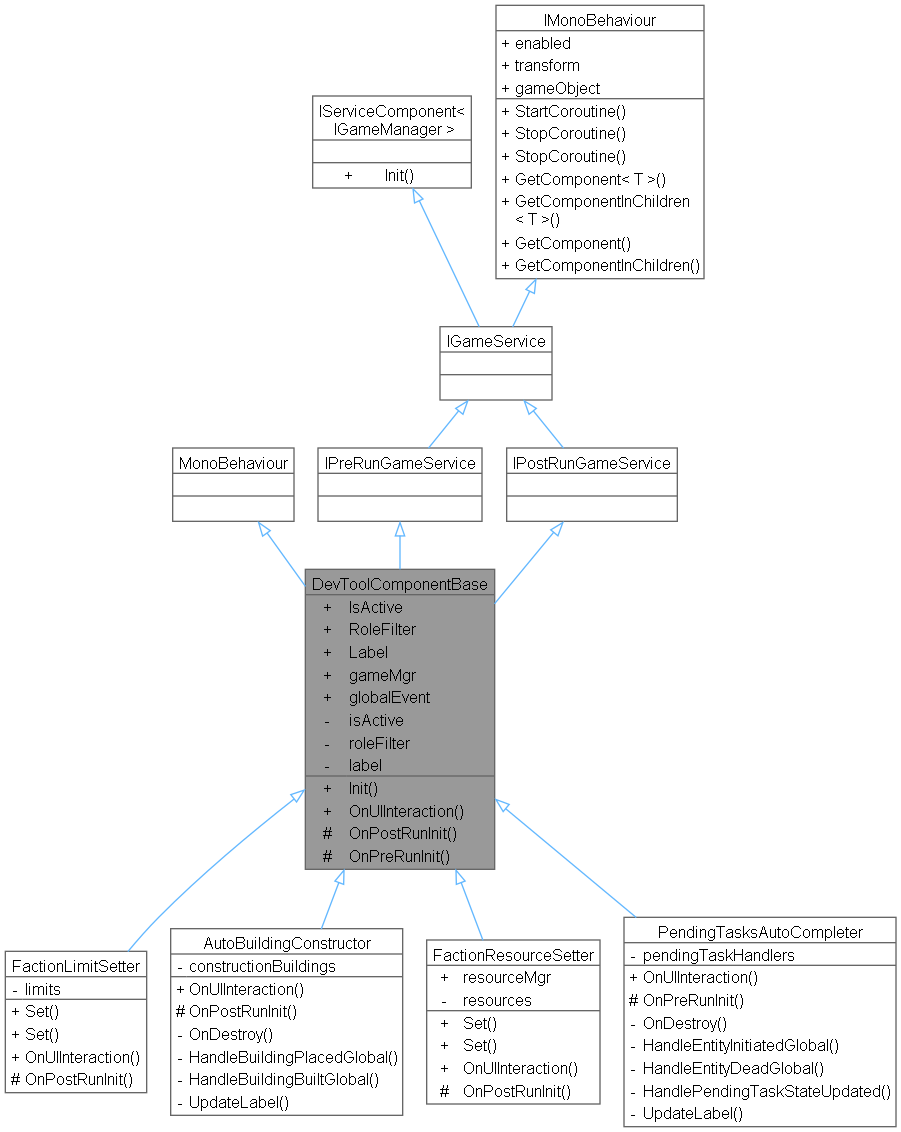 IMonoBehaviour
+ enabled
+ transform
+ gameObject
+ StartCoroutine()
+ StopCoroutine()
+ StopCoroutine()
+ GetComponent< T >()
+ GetComponentInChildren
< T >()
+ GetComponent()
+ GetComponentInChildren()
IServiceComponent<
IGameManager >
+ Init()
IGameService
MonoBehaviour
IPreRunGameService
IPostRunGameService
DevToolComponentBase
+ IsActive
+ RoleFilter
+ Label
+ gameMgr
+ globalEvent
- isActive
- roleFilter
- label
+ Init()
+ OnUIInteraction()
# OnPostRunInit()
# OnPreRunInit()
FactionLimitSetter
- limits
+ Set()
+ Set()
+ OnUIInteraction()
# OnPostRunInit()
AutoBuildingConstructor
- constructionBuildings
+ OnUIInteraction()
# OnPostRunInit()
- OnDestroy()
- HandleBuildingPlacedGlobal()
- HandleBuildingBuiltGlobal()
- UpdateLabel()
FactionResourceSetter
+ resourceMgr
- resources
+ Set()
+ Set()
+ OnUIInteraction()
# OnPostRunInit()
PendingTasksAutoCompleter
- pendingTaskHandlers
+ OnUIInteraction()
# OnPreRunInit()
- OnDestroy()
- HandleEntityInitiatedGlobal()
- HandleEntityDeadGlobal()
- HandlePendingTaskStateUpdated()
- UpdateLabel()